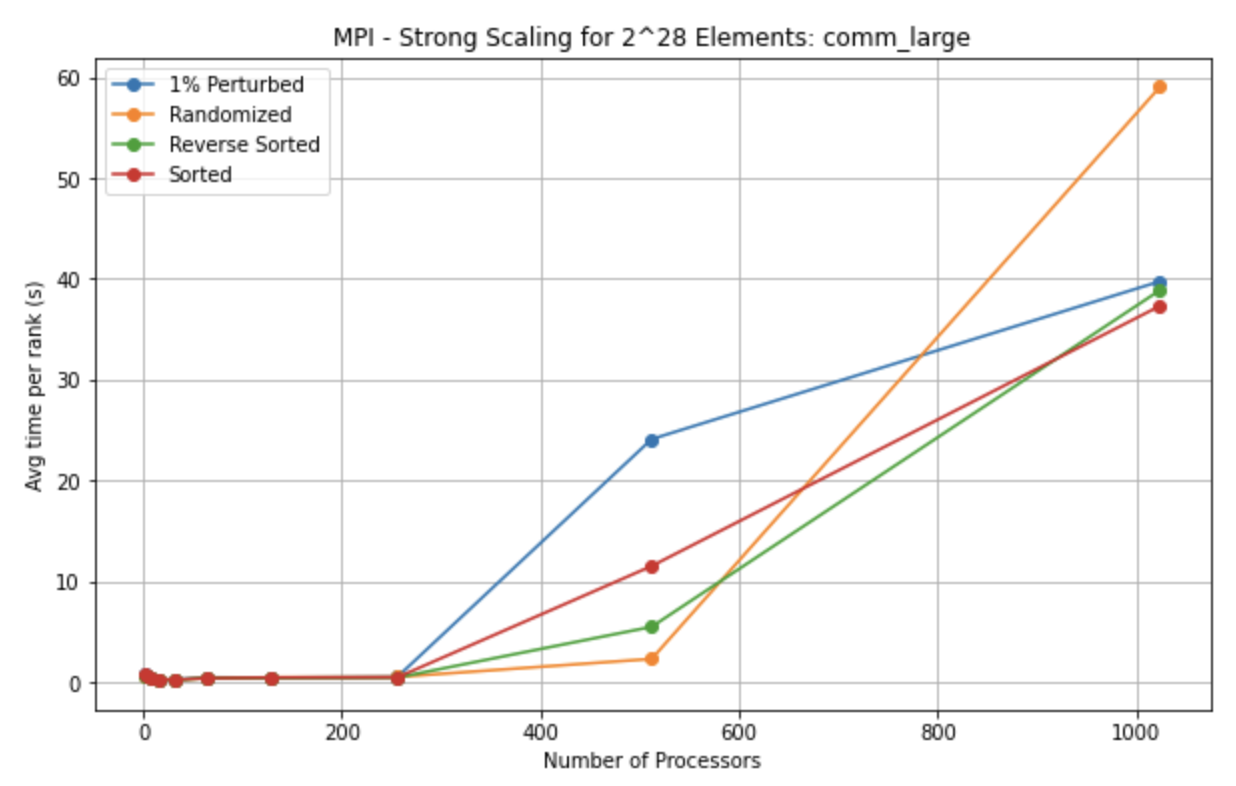 MPI - Strong Scaling for 2^28 Elements: comm_large
1% Perturbed
Randomized
Reverse Sorted
Sorted
Avg time per rank (s)
60
50
40
30
20
10
0
0 200 400 600 800 1000
Number of Processors